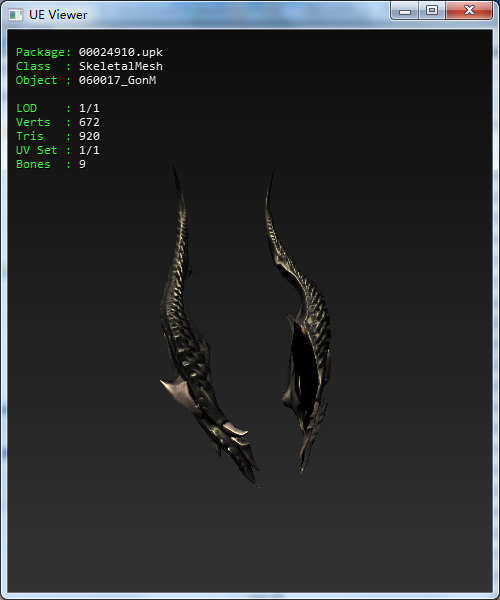 UE Viewer
Package: 00024910.upk
Class : SkeletalMesh
Object : 060017_GonM
LOD : 1/1
Verts : 672
Tris : 920
UV Set : 1/1
Bones : 9